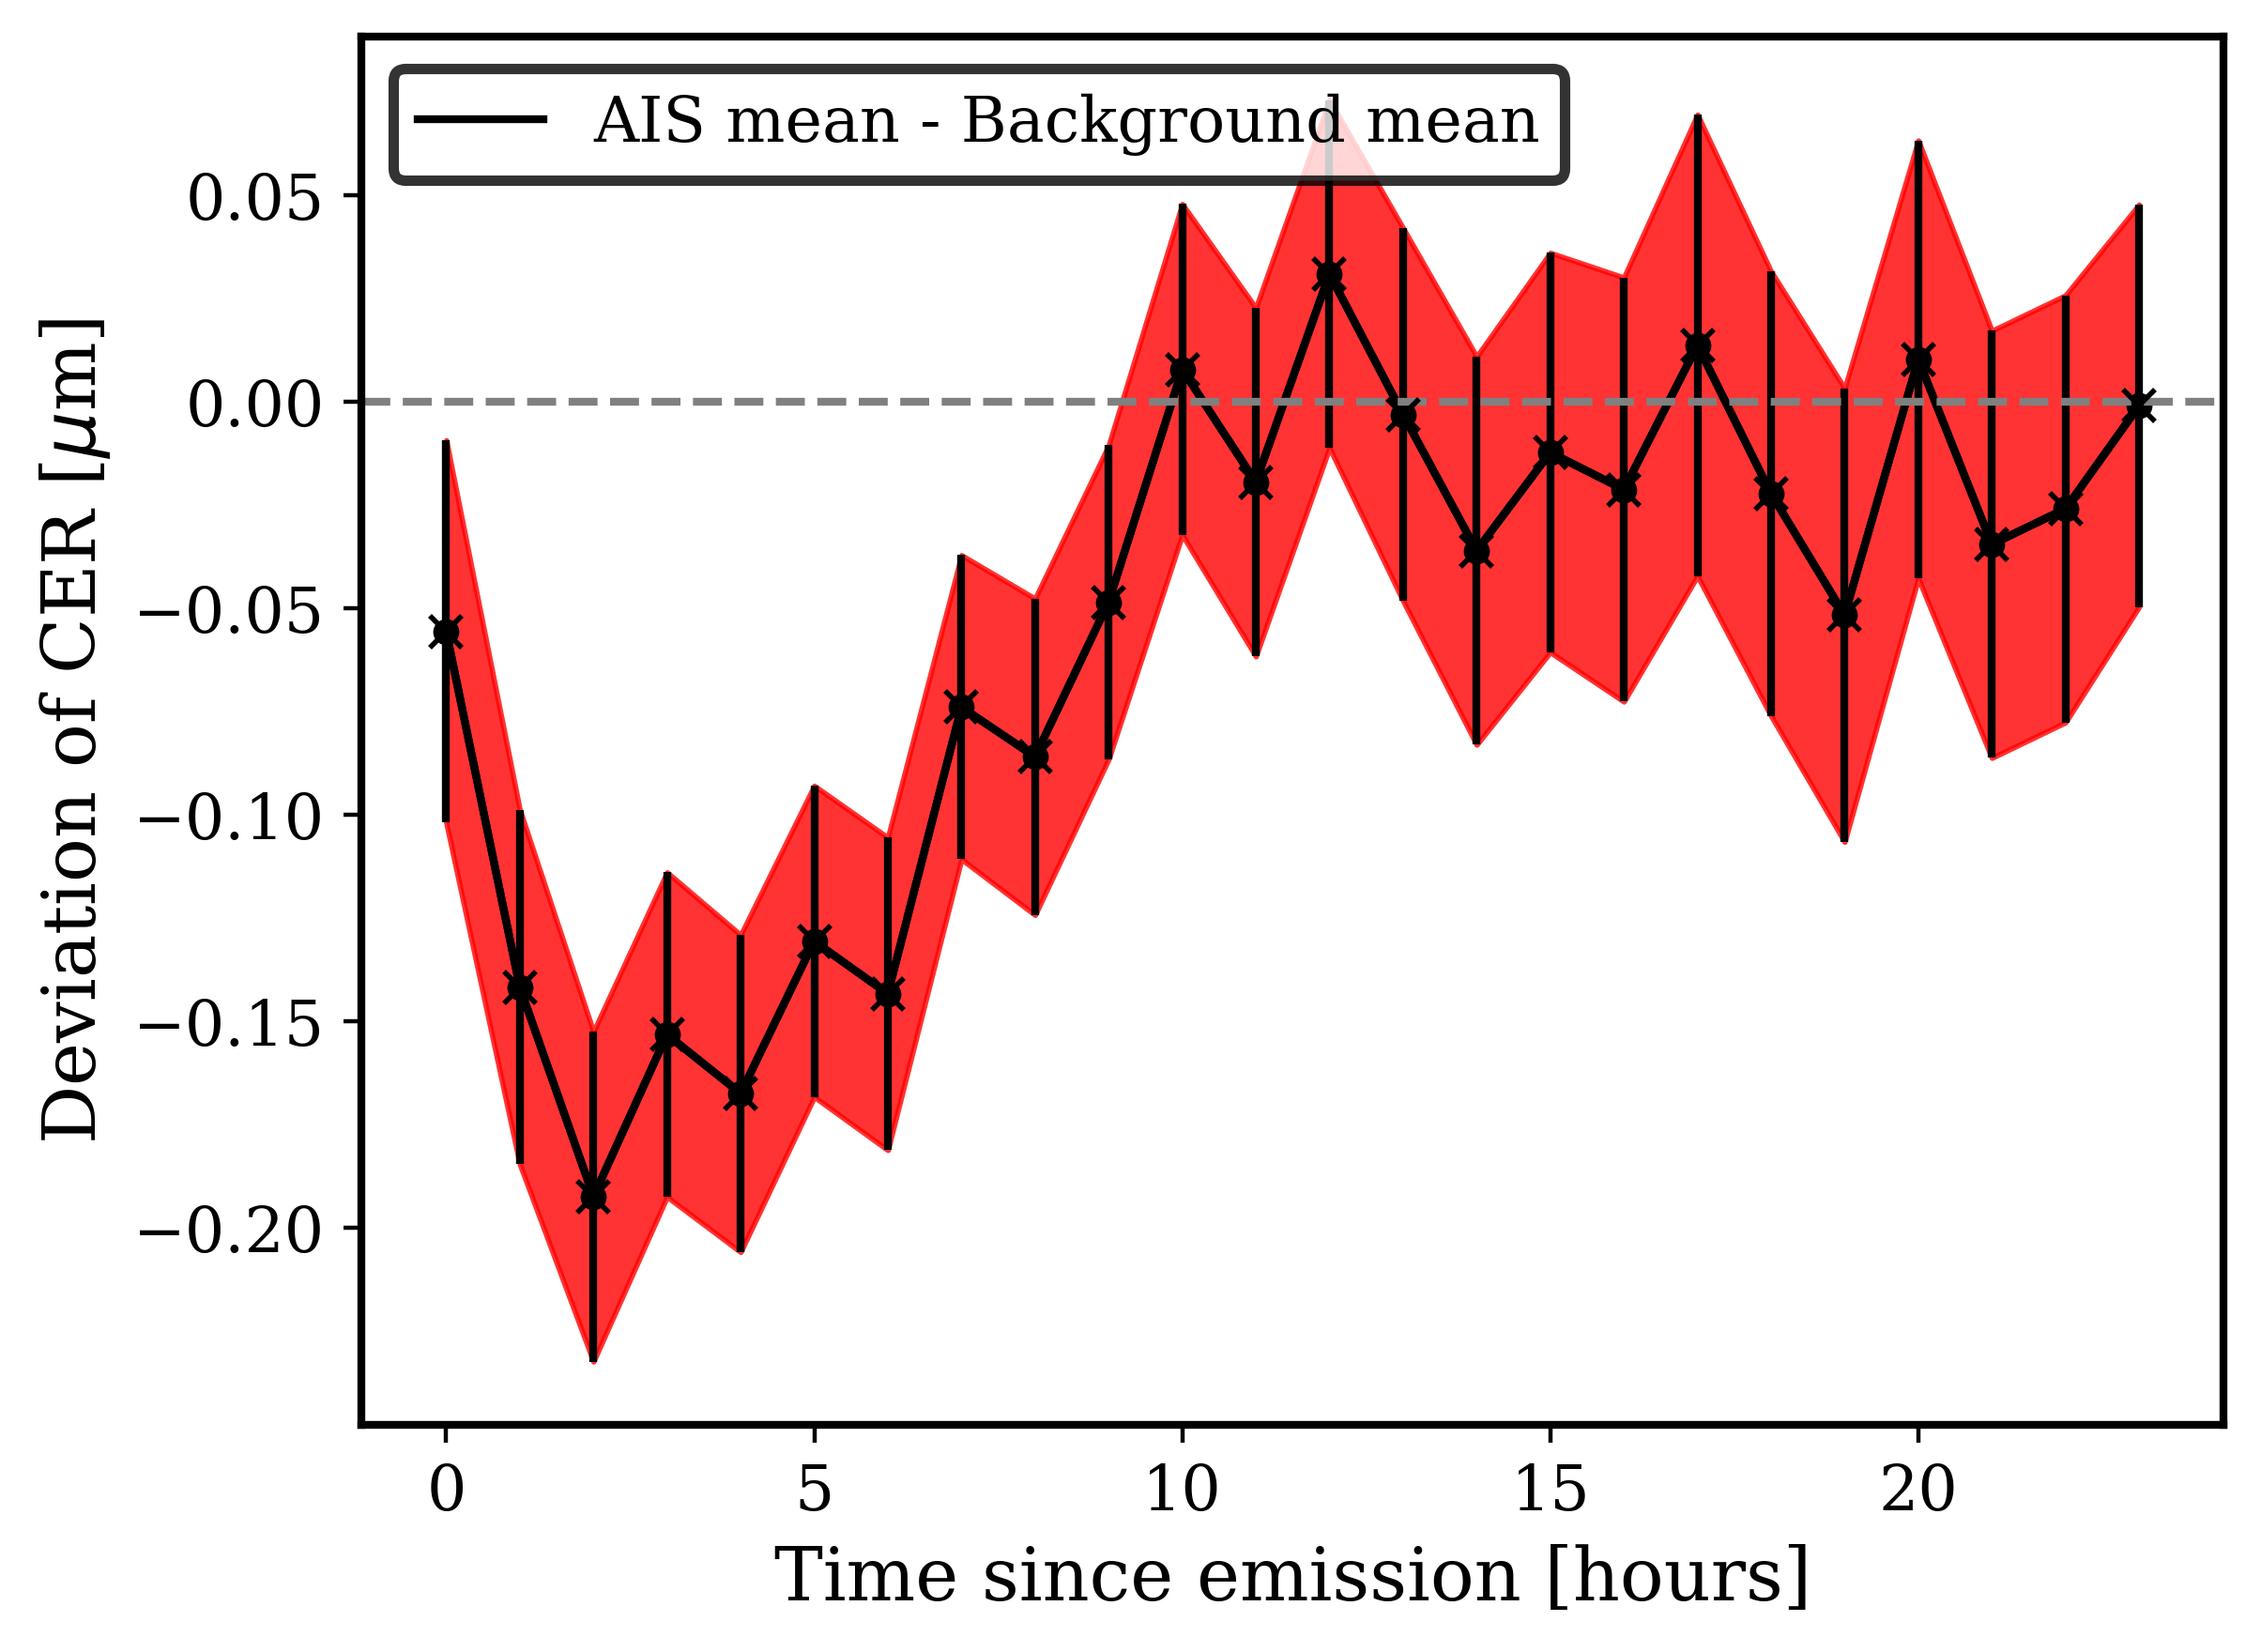 AIS mean - Background mean
Deviation of CER [μm]
0.05
0.00
−0.05
−0.10
−0.15
−0.20
0 5 10 15 20
Time since emission [hours]